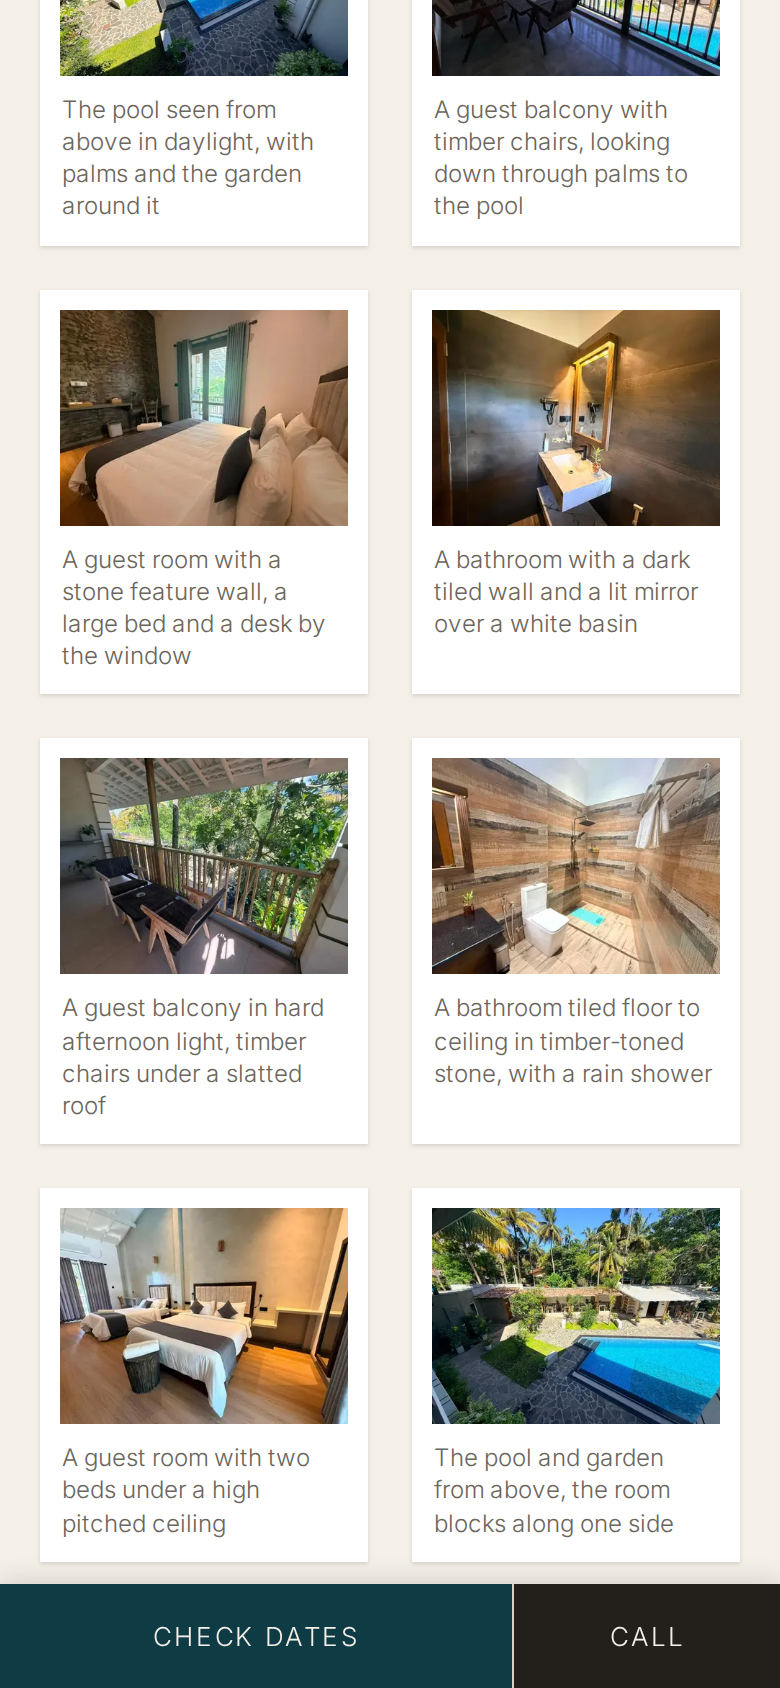 The pool seen from
above in daylight, with
palms and the garden
around it
A guest balcony with
timber chairs, looking
down through palms to
the pool
A guest room with a
stone feature wall, a
large bed and a desk by
the window
A bathroom with a dark
tiled wall and a lit mirror
over a white basin
A guest balcony in hard
afternoon light, timber
chairs under a slatted
roof
A bathroom tiled floor to
ceiling in timber-toned
stone, with a rain shower
A guest room with two
beds under a high
pitched ceiling
The pool and garden
from above, the room
blocks along one side
CHECK DATES
CALL